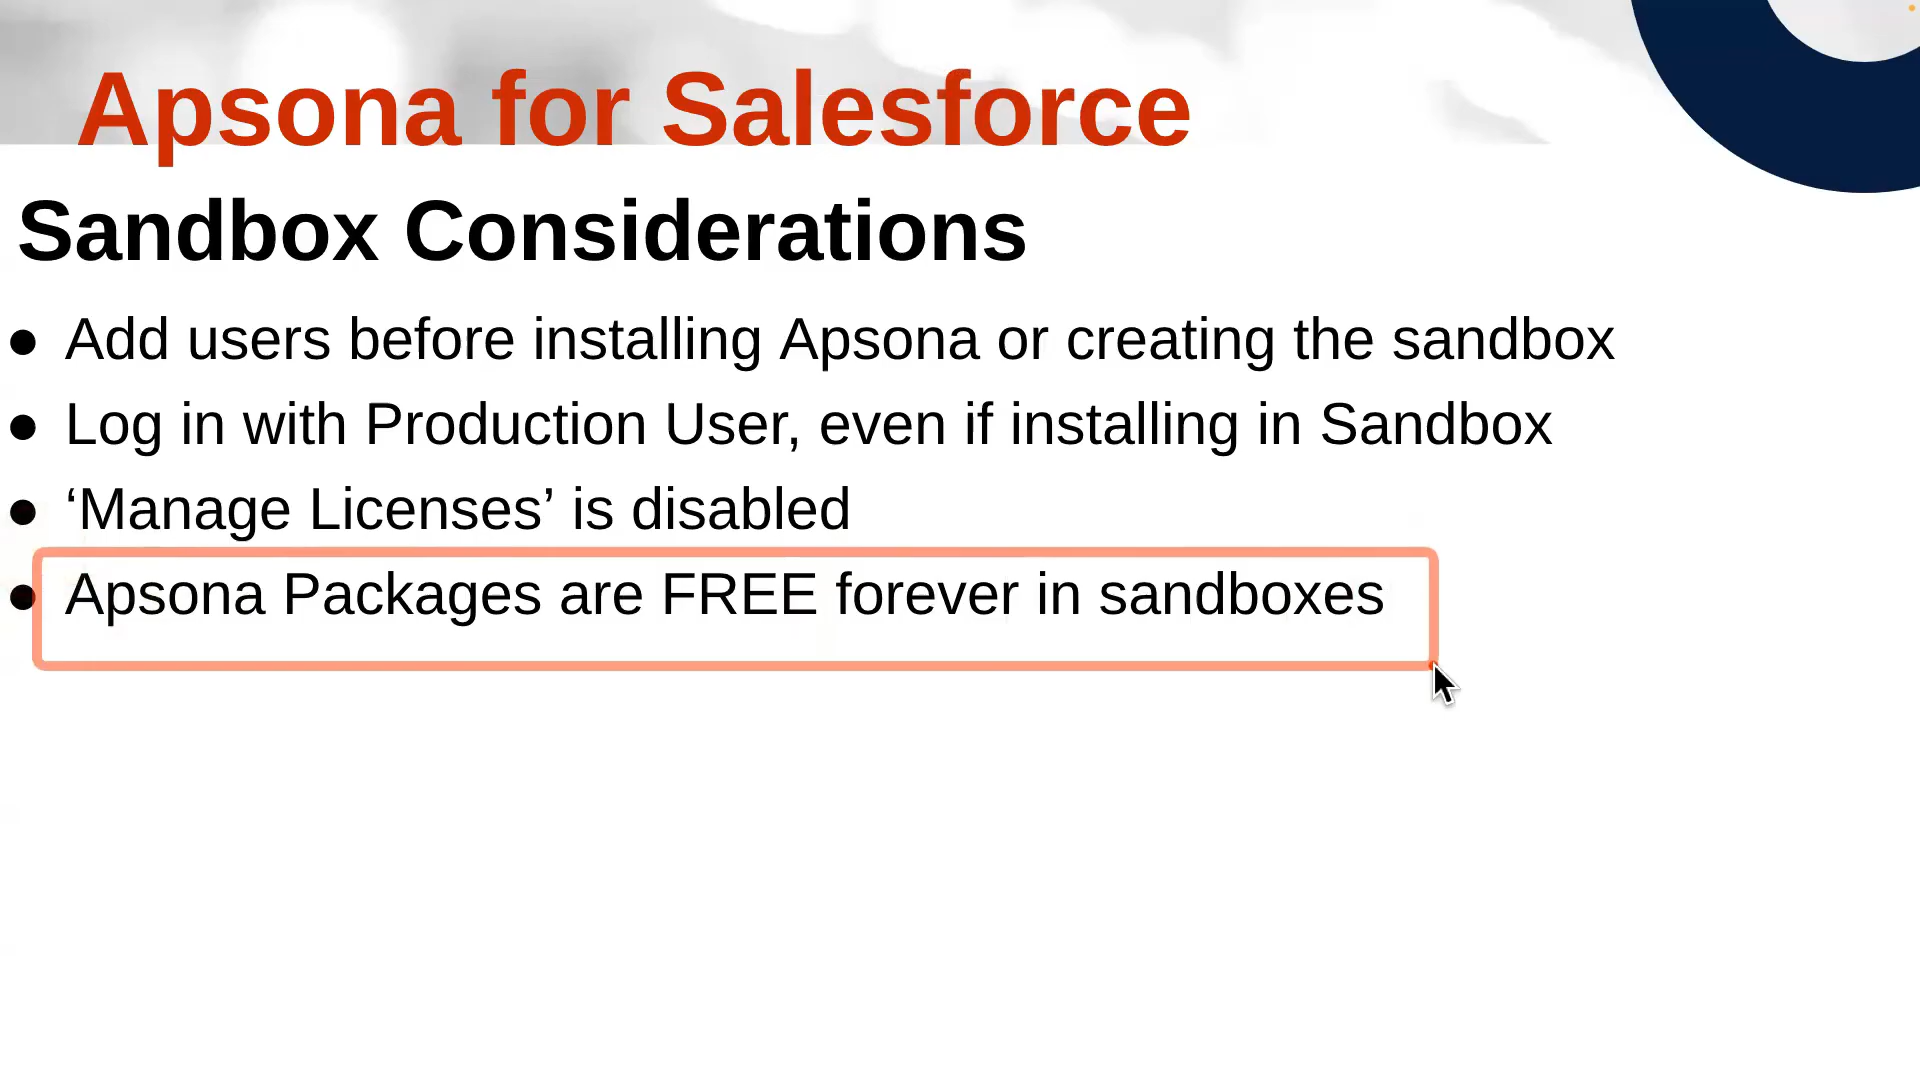 Apsona for Salesforce
Sandbox Considerations
● Add users before installing Apsona or creating the sandbox
● Log in with Production User, even if installing in Sandbox
● ‘Manage Licenses’ is disabled
● Apsona Packages are FREE forever in sandboxes